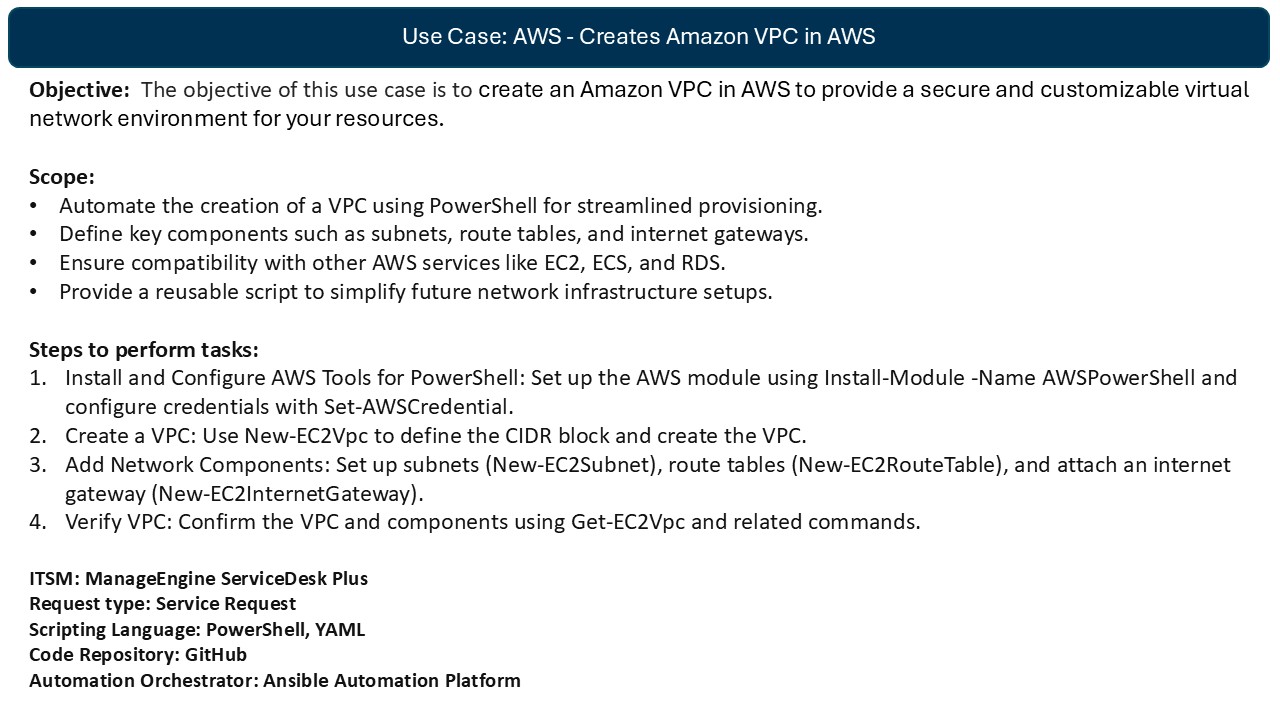 Use Case: AWS - Creates Amazon VPC in AWS
Objective: The objective of this use case is to create an Amazon VPC in AWS to provide a secure and customizable virtual
network environment for your resources.
Scope:
• Automate the creation of a VPC using PowerShell for streamlined provisioning.
• Define key components such as subnets, route tables, and internet gateways.
• Ensure compatibility with other AWS services like EC2, ECS, and RDS.
• Provide a reusable script to simplify future network infrastructure setups.
Steps to perform tasks:
1. Install and Configure AWS Tools for PowerShell: Set up the AWS module using Install-Module -Name AWSPowerShell and
configure credentials with Set-AWSCredential.
2. Create a VPC: Use New-EC2Vpc to define the CIDR block and create the VPC.
3. Add Network Components: Set up subnets (New-EC2Subnet), route tables (New-EC2RouteTable), and attach an internet
gateway (New-EC2InternetGateway).
4. Verify VPC: Confirm the VPC and components using Get-EC2Vpc and related commands.
ITSM: ManageEngine ServiceDesk Plus
Request type: Service Request
Scripting Language: PowerShell, YAML
Code Repository: GitHub
Automation Orchestrator: Ansible Automation Platform